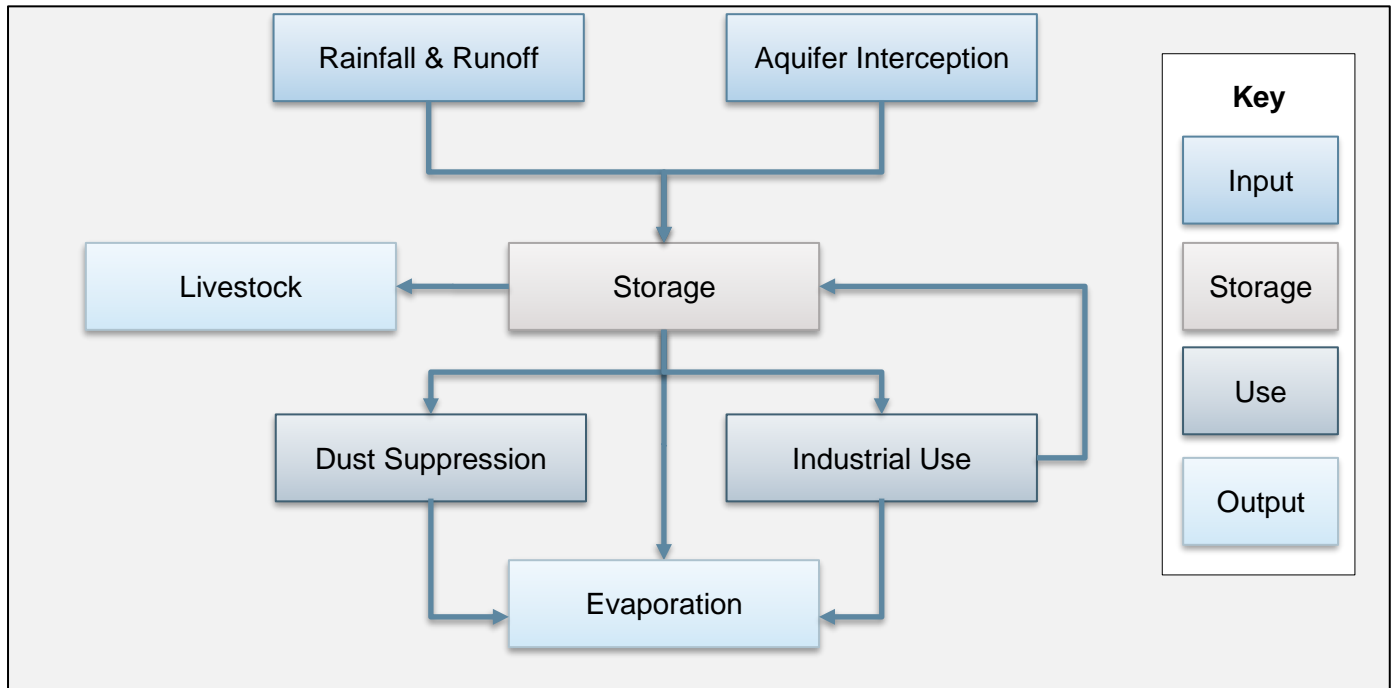 Rainfall & Runoff
Aquifer Interception
Key
Input
Livestock
Storage
Storage
Use
Dust Suppression
Industrial Use
Output
Evaporation